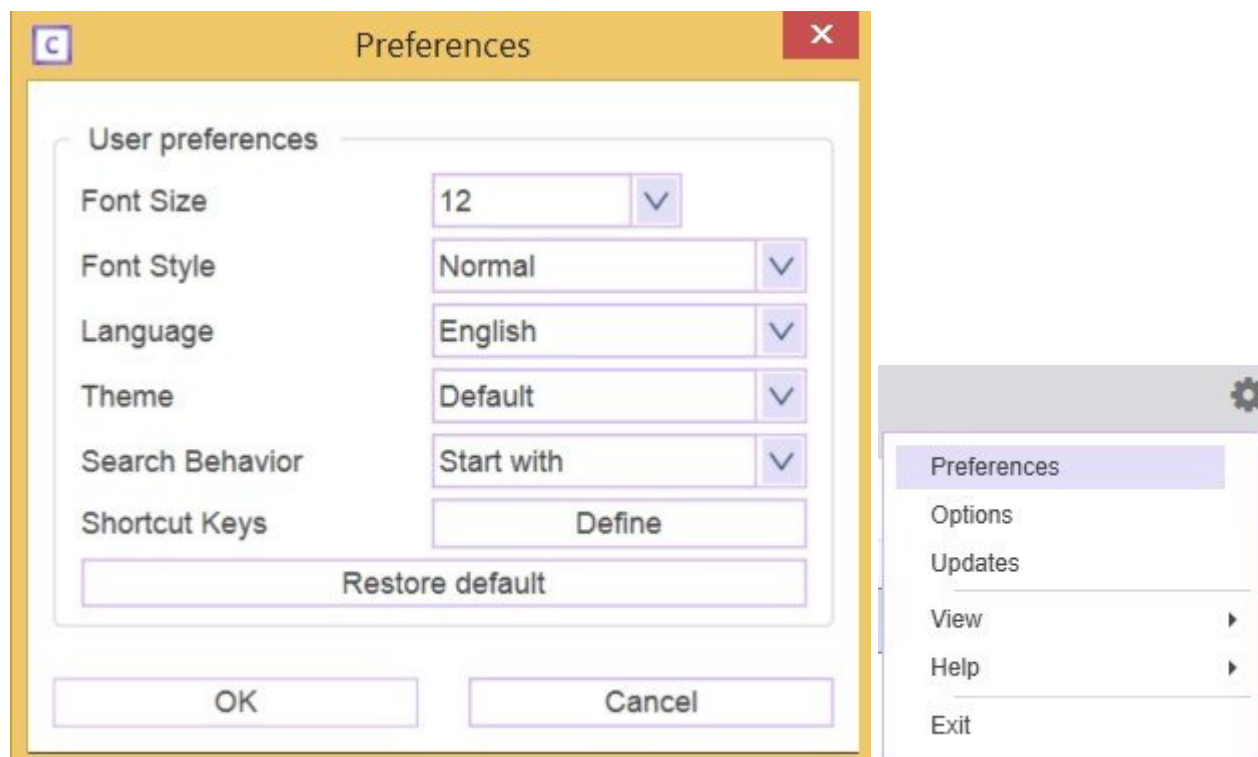 C
Preferences
User preferences
Font Size 12
Font Style Normal
Language English
Theme Default
Search Behavior Start with
Shortcut Keys Define
Restore default
OK Cancel
Preferences
Options
Updates
View
Help
Exit